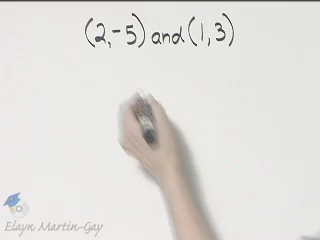 (2,-5) and (1,3)
Elayn Martin-Gay